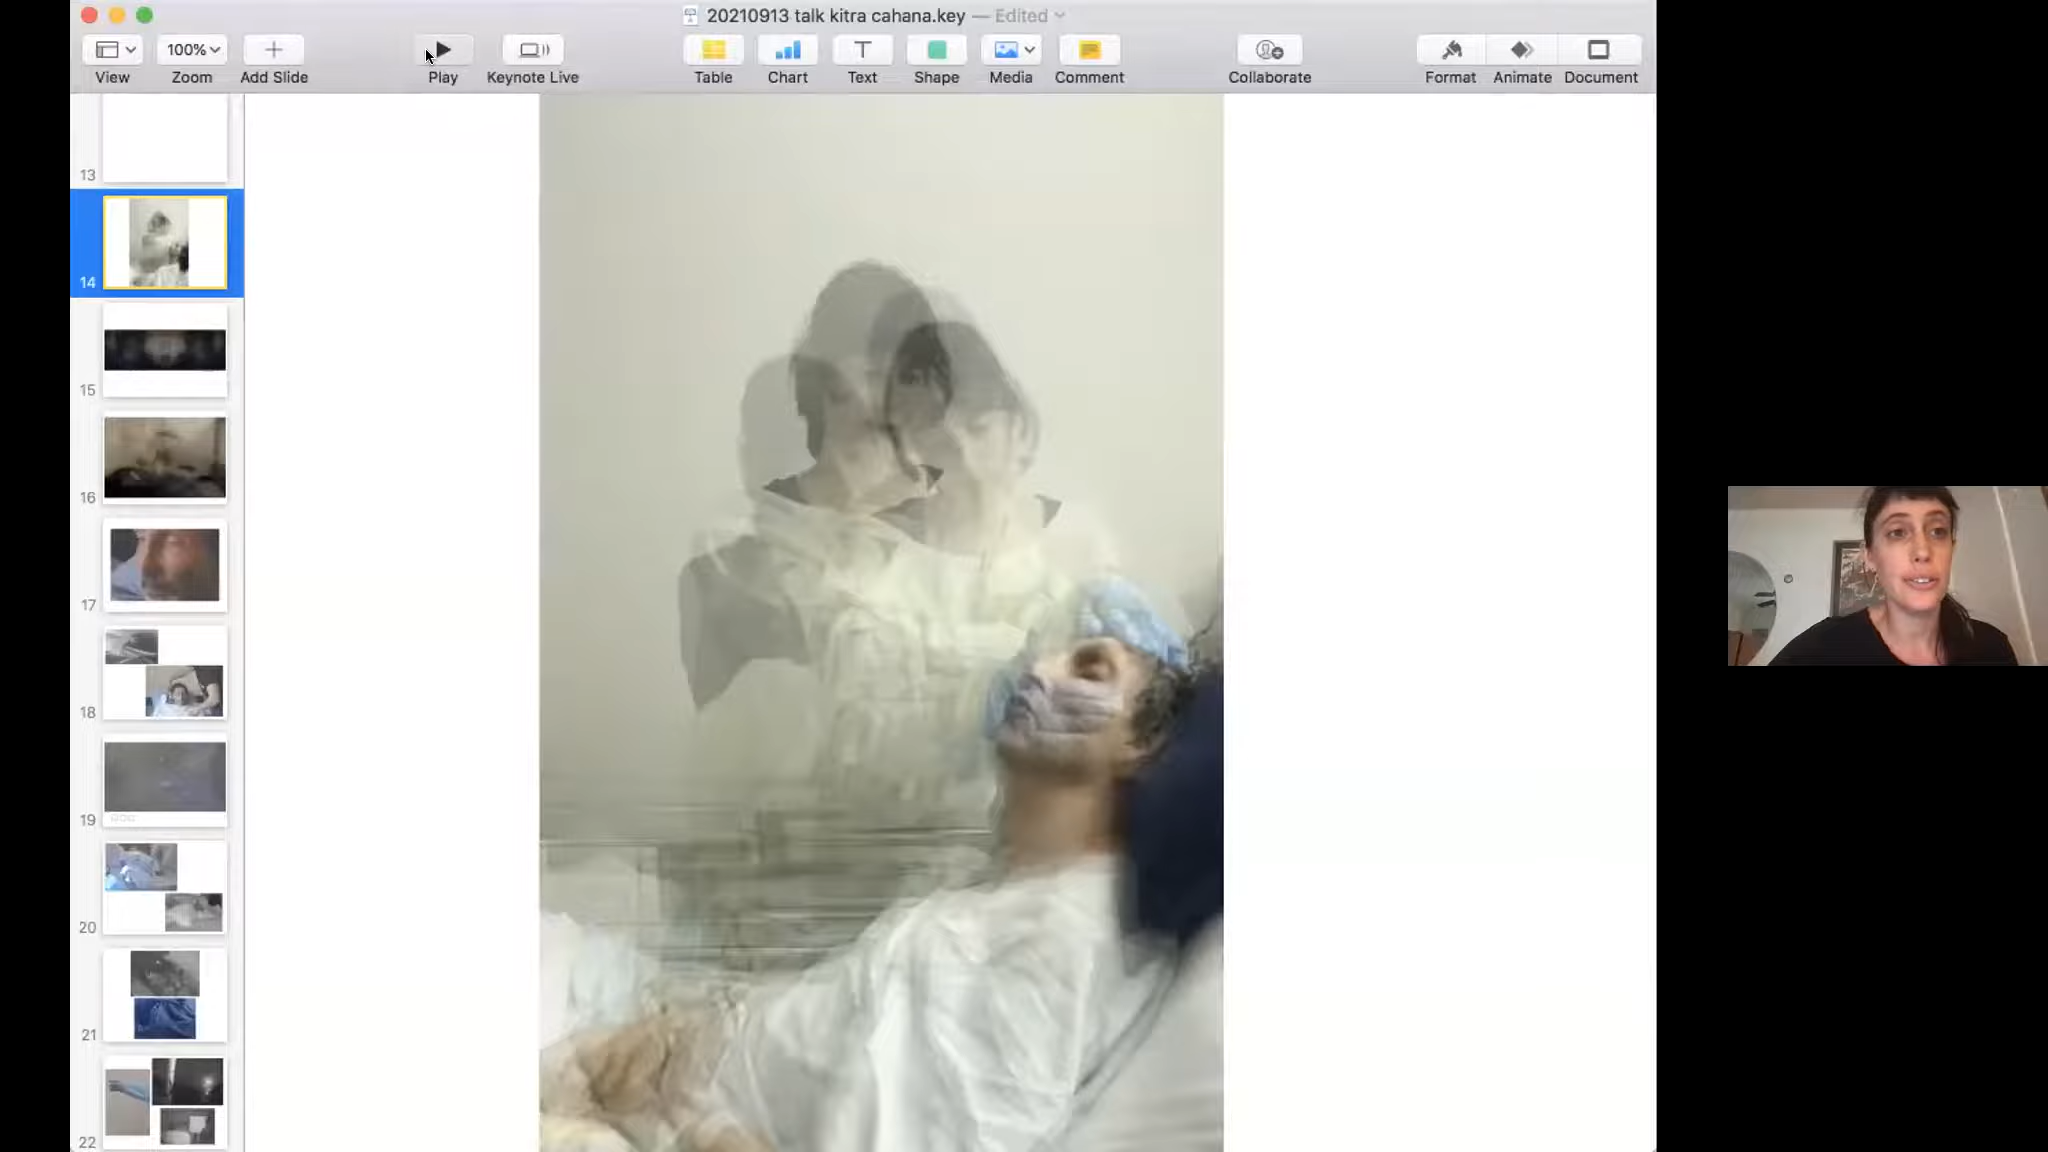 20210913 talk kitra cahana.key — Edited
100%
View
Zoom
Add Slide
Play
Keynote Live
Table
Chart
Text
Shape
Media
Comment
Collaborate
Format
Animate
Document
13
14
15
16
17
18
19
20
21
22